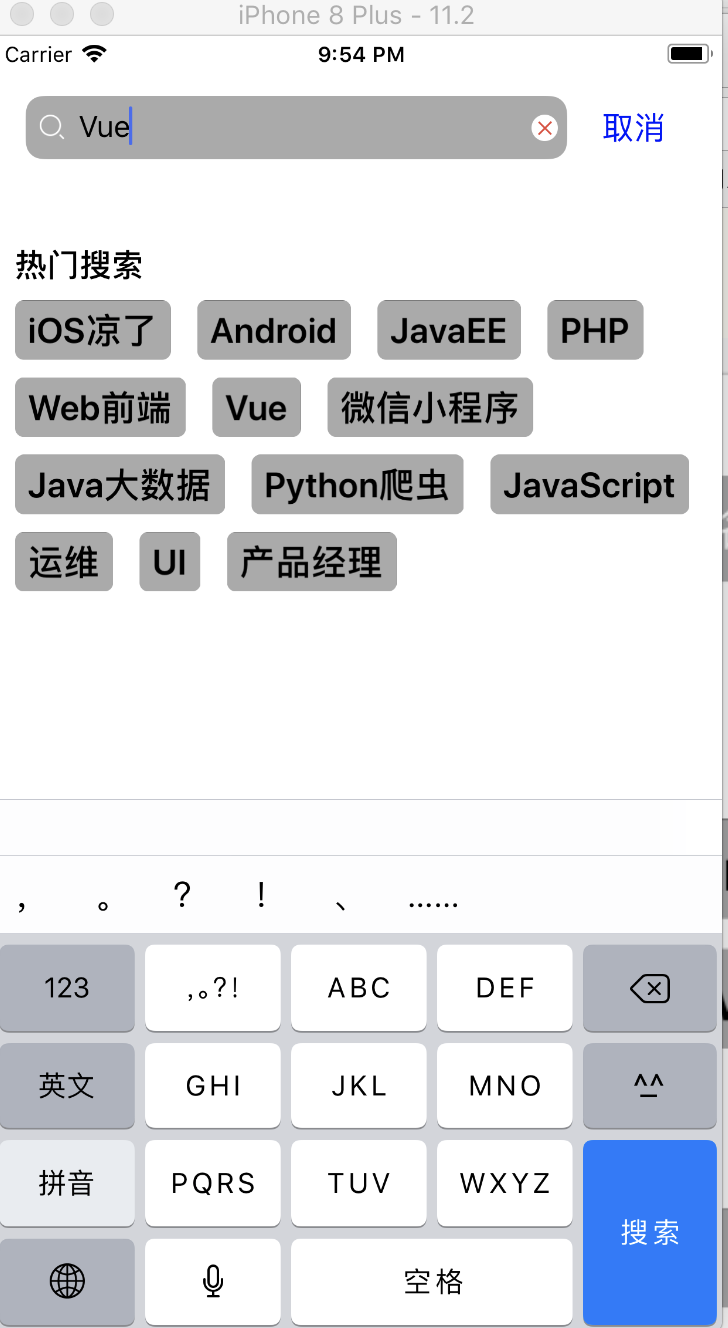 iPhone 8 Plus - 11.2
Carrier 9:54 PM
Vue 取消
热门搜索
iOS凉了 Android JavaEE PHP
Web前端 Vue 微信小程序
Java大数据 Python爬虫 JavaScript
运维 UI 产品经理
， 。 ? ! 、 ……
123 ,。?! ABC DEF
英文 GHI JKL MNO ^^
拼音 PQRS TUV WXYZ
搜索
空格